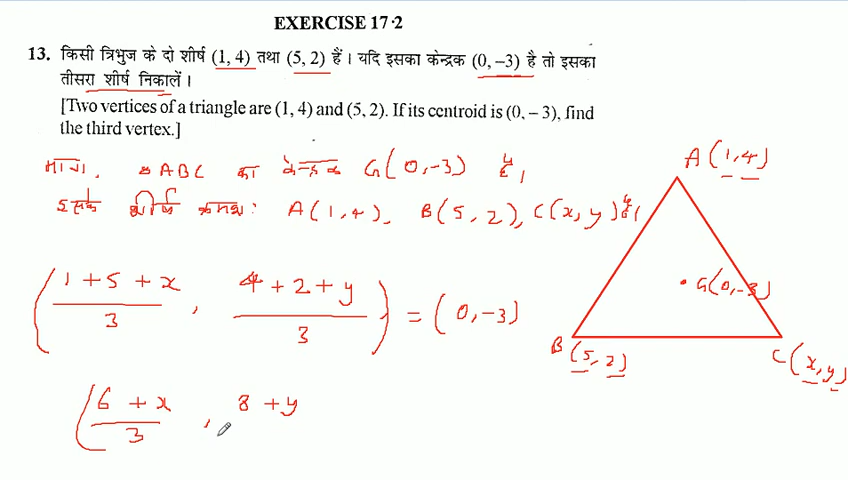 EXERCISE 17·2
13. किसी त्रिभुज के दो शीर्ष (1, 4) तथा (5, 2) हैं। यदि इसका केन्द्रक (0, –3) है तो इसका
तीसरा शीर्ष निकालें।
[Two vertices of a triangle are (1, 4) and (5, 2). If its centroid is (0, – 3), find
the third vertex.]
माना, ABC का केन्द्रक G(0,-3) है।
इसके शीर्ष क्रमशः A(1,4), B(5,2), C(x,y) है।
A(1,4)
G(0,-3)
B(5,2)
C(x,y)
(1+5+x/3, 4+2+y/3) = (0,-3)
(6+x/3, 8+y